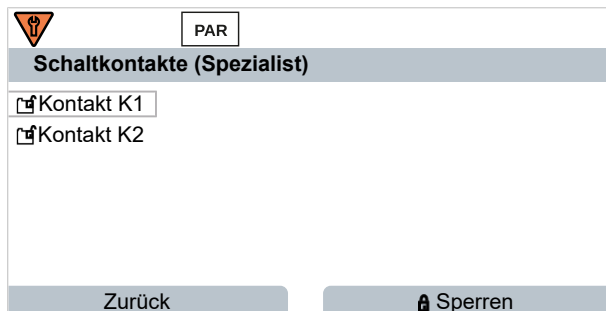 PAR
Schaltkontakte (Spezialist)
Kontakt K1
Kontakt K2
Zurück Sperren